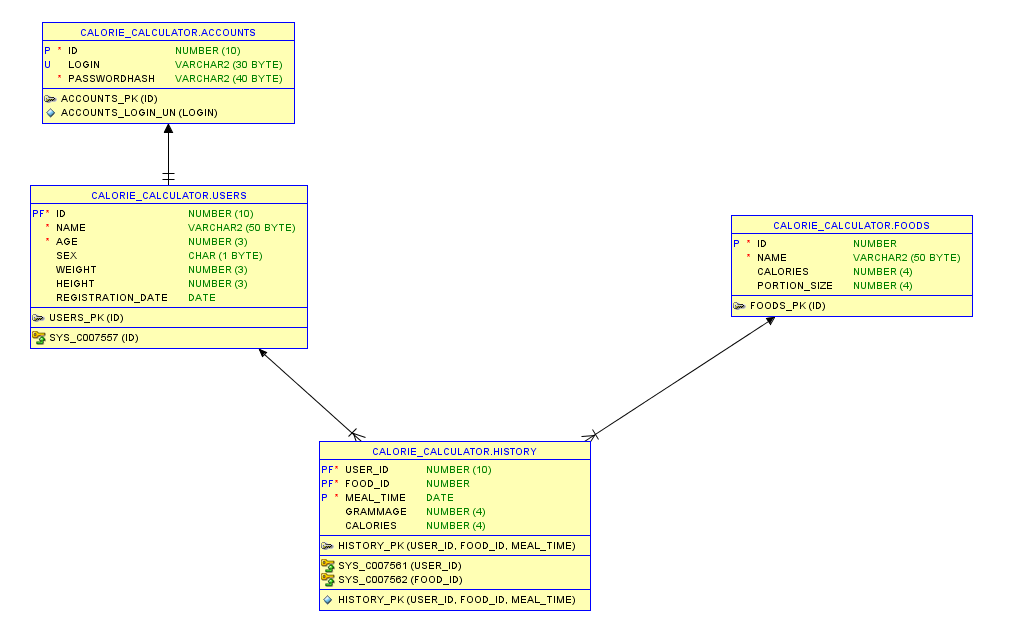 CALORIE_CALCULATOR.ACCOUNTS
P * ID NUMBER (10)
U LOGIN VARCHAR2 (30 BYTE)
* PASSWORDHASH VARCHAR2 (40 BYTE)
ACCOUNTS_PK (ID)
ACCOUNTS_LOGIN_UN (LOGIN)
CALORIE_CALCULATOR.USERS
PF* ID NUMBER (10)
* NAME VARCHAR2 (50 BYTE)
* AGE NUMBER (3)
SEX CHAR (1 BYTE)
WEIGHT NUMBER (3)
HEIGHT NUMBER (3)
REGISTRATION_DATE DATE
USERS_PK (ID)
SYS_C007557 (ID)
CALORIE_CALCULATOR.FOODS
P * ID NUMBER
* NAME VARCHAR2 (50 BYTE)
CALORIES NUMBER (4)
PORTION_SIZE NUMBER (4)
FOODS_PK (ID)
CALORIE_CALCULATOR.HISTORY
PF* USER_ID NUMBER (10)
PF* FOOD_ID NUMBER
P * MEAL_TIME DATE
GRAMMAGE NUMBER (4)
CALORIES NUMBER (4)
HISTORY_PK (USER_ID, FOOD_ID, MEAL_TIME)
SYS_C007561 (USER_ID)
SYS_C007562 (FOOD_ID)
HISTORY_PK (USER_ID, FOOD_ID, MEAL_TIME)